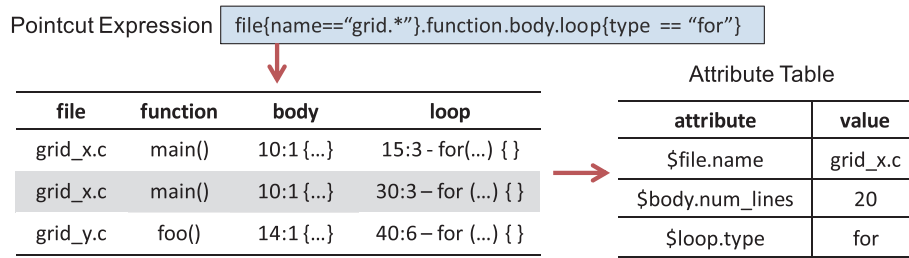 Pointcut Expression file{name==“grid.*”}.function.body.loop{type == “for”}
Attribute Table
file function body loop
grid_x.c main() 10:1 {...} 15:3 - for(...) { }
grid_x.c main() 10:1 {...} 30:3 – for (...) { }
grid_y.c foo() 14:1 {...} 40:6 – for (...) { }
attribute value
$file.name grid_x.c
$body.num_lines 20
$loop.type for